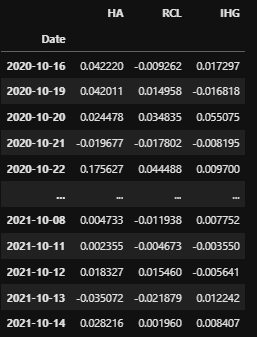 HA RCL IHG
Date
2020-10-16 0.042220 -0.009262 0.017297
2020-10-19 0.042011 0.014958 -0.016818
2020-10-20 0.024478 0.034835 0.055075
2020-10-21 -0.019677 -0.017802 -0.008195
2020-10-22 0.175627 0.044488 0.009700
... ... ... ...
2021-10-08 0.004733 -0.011938 0.007752
2021-10-11 0.002355 -0.004673 -0.003550
2021-10-12 0.018327 0.015460 -0.005641
2021-10-13 -0.035072 -0.021879 0.012242
2021-10-14 0.028216 0.001960 0.008407